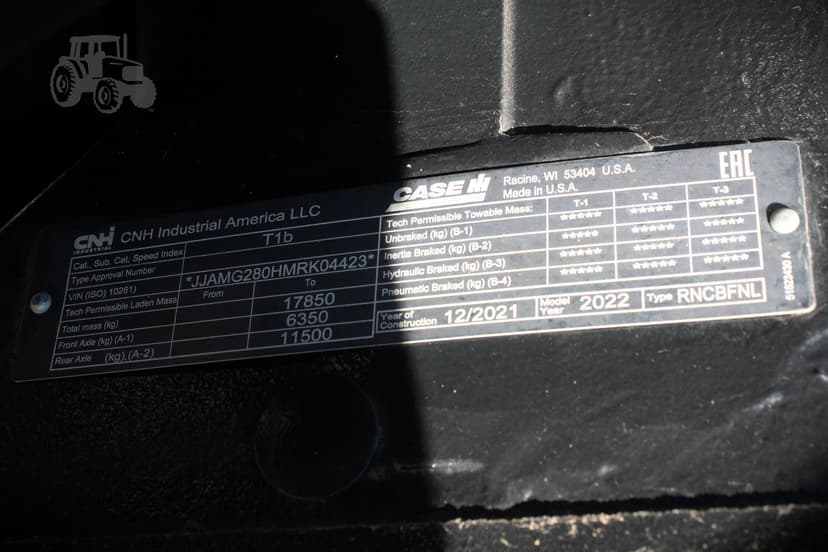 CNH INDUSTRIAL CNH Industrial America LLC
CASE IH Racine, WI 53404 U.S.A.
Made in U.S.A.
EAC
Cat., Sub. Cat, Speed Index T1b
Type Approval Number
VIN (ISO) 10261) *JJAMG280HMRK04423*
Tech Permissible Laden Mass From To
Total mass (kg) 17850
Front Axle (kg) (A-1) 6350
Roar Axle (kg), (A-2) 11500
Tech Permissible Towable Mass: T-1 T-2 T-3
Unbraked (kg) (B-1) ***** ***** *****
Inertia Braked (kg) (B-2) ***** ***** *****
Hydraulic Braked (kg) (B-3) ***** ***** *****
Pneumatic Braked (kg) (B-4) ***** ***** *****
Year of Construction 12/2021 Model Year 2022 Type RNCBFNL